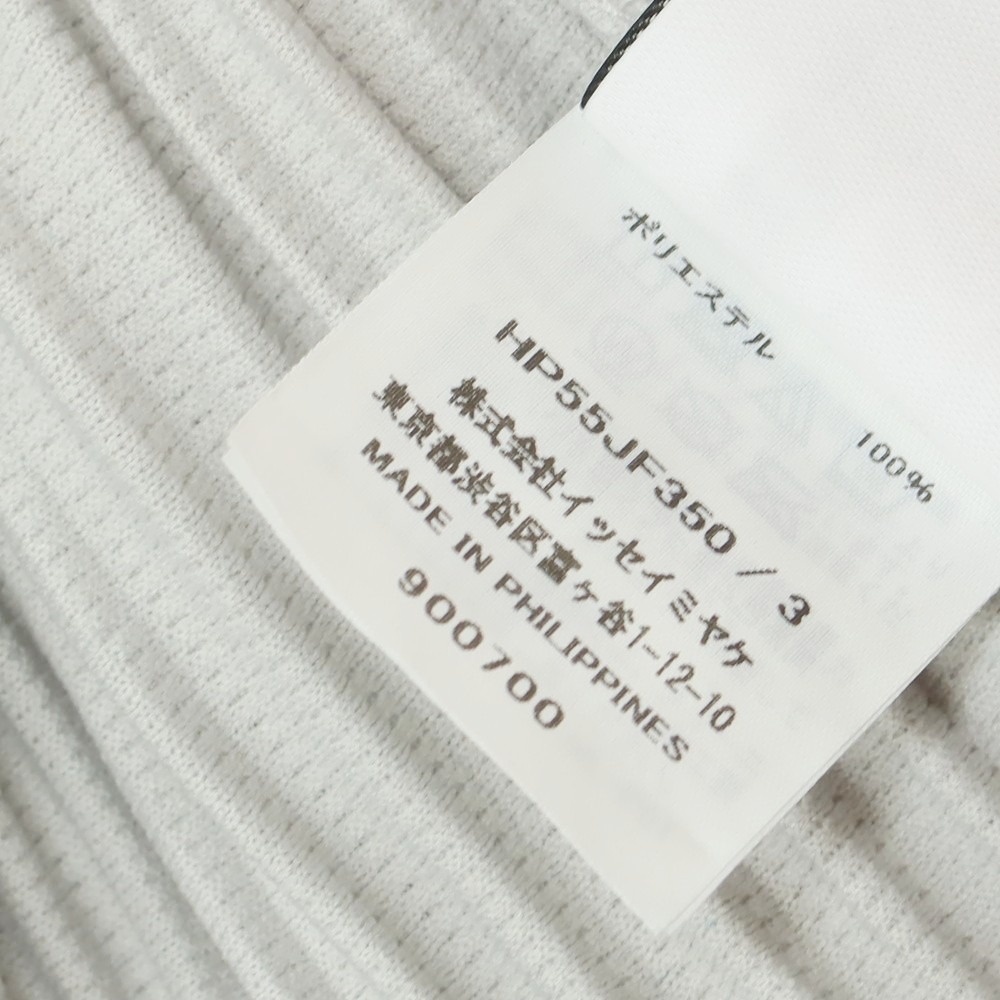 ポリエステル 100%
HP55JF350 / 3
株式会社イッセイミヤケ
東京都渋谷区富ヶ谷1-12-10
MADE IN PHILIPPINES
900700